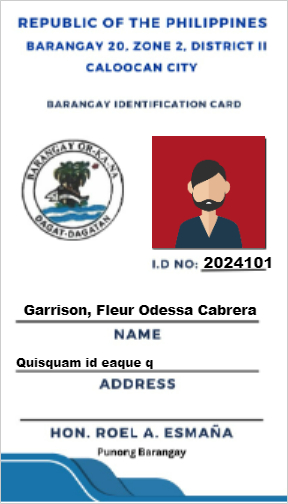 REPUBLIC OF THE PHILIPPINES
BARANGAY 20, ZONE 2, DISTRICT II
CALOOCAN CITY
BARANGAY IDENTIFICATION CARD
BARANGAY OR-KA-NA
DAGAT-DAGATAN
I.D NO: 2024101
Garrison, Fleur Odessa Cabrera
NAME
Quisquam id eaque q
ADDRESS
HON. ROEL A. ESMAÑA
Punong Barangay